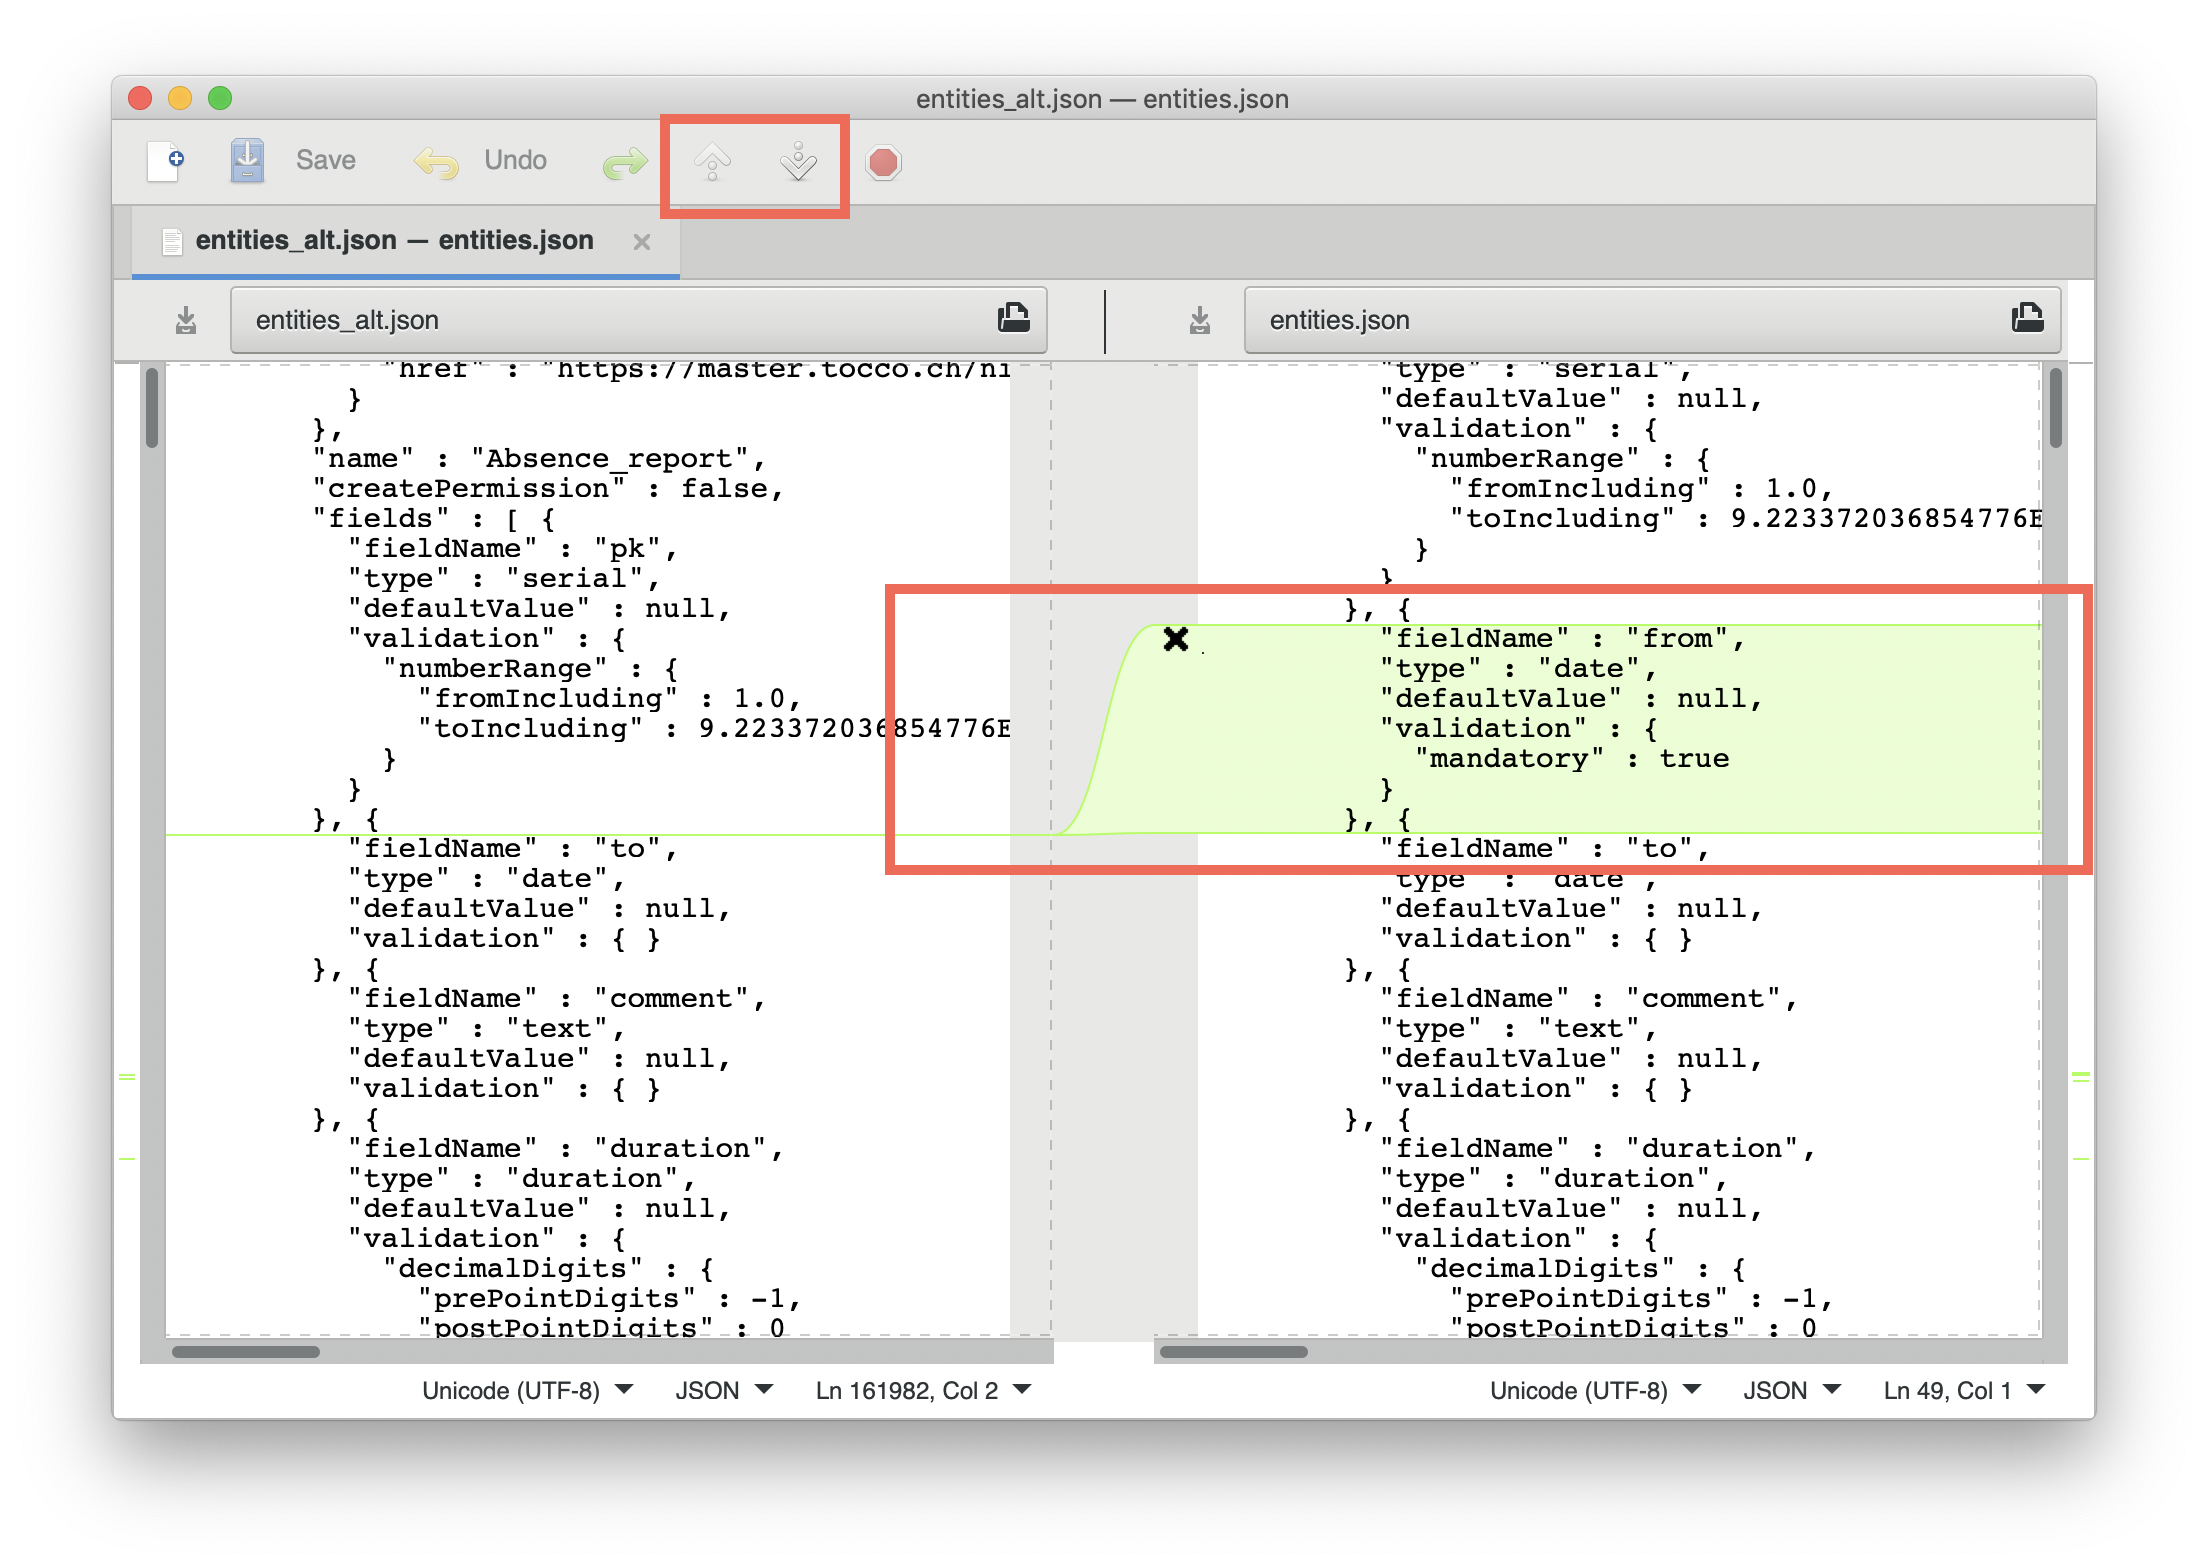 entities_alt.json — entities.json
Save Undo
entities_alt.json — entities.json
entities_alt.json
"href" : "https://master.tocco.ch/ni
}
},
"name" : "Absence_report",
"createPermission" : false,
"fields" : [ {
"fieldName" : "pk",
"type" : "serial",
"defaultValue" : null,
"validation" : {
"numberRange" : {
"fromIncluding" : 1.0,
"toIncluding" : 9.223372036854776E
}
}
}, {
"fieldName" : "to",
"type" : "date",
"defaultValue" : null,
"validation" : { }
}, {
"fieldName" : "comment",
"type" : "text",
"defaultValue" : null,
"validation" : { }
}, {
"fieldName" : "duration",
"type" : "duration",
"defaultValue" : null,
"validation" : {
"decimalDigits" : {
"prePointDigits" : -1,
"postPointDigits" : 0
Unicode (UTF-8) JSON Ln 161982, Col 2
entities.json
"type" : "serial",
"defaultValue" : null,
"validation" : {
"numberRange" : {
"fromIncluding" : 1.0,
"toIncluding" : 9.223372036854776E
}
}
}, {
"fieldName" : "from",
"type" : "date",
"defaultValue" : null,
"validation" : {
"mandatory" : true
}
}, {
"fieldName" : "to",
"type" : "date",
"defaultValue" : null,
"validation" : { }
}, {
"fieldName" : "comment",
"type" : "text",
"defaultValue" : null,
"validation" : { }
}, {
"fieldName" : "duration",
"type" : "duration",
"defaultValue" : null,
"validation" : {
"decimalDigits" : {
"prePointDigits" : -1,
"postPointDigits" : 0
Unicode (UTF-8) JSON Ln 49, Col 1